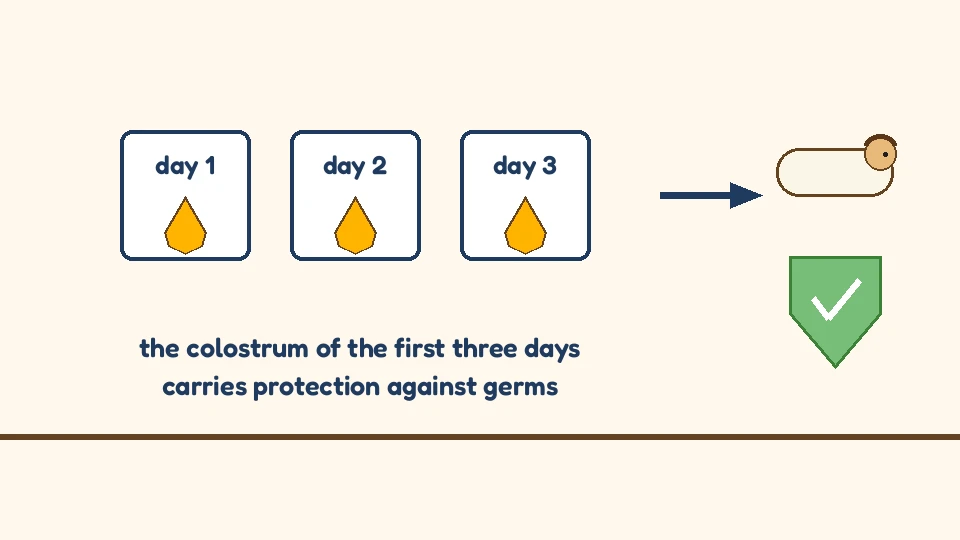 day 1
day 2
day 3
the colostrum of the first three days
carries protection against germs